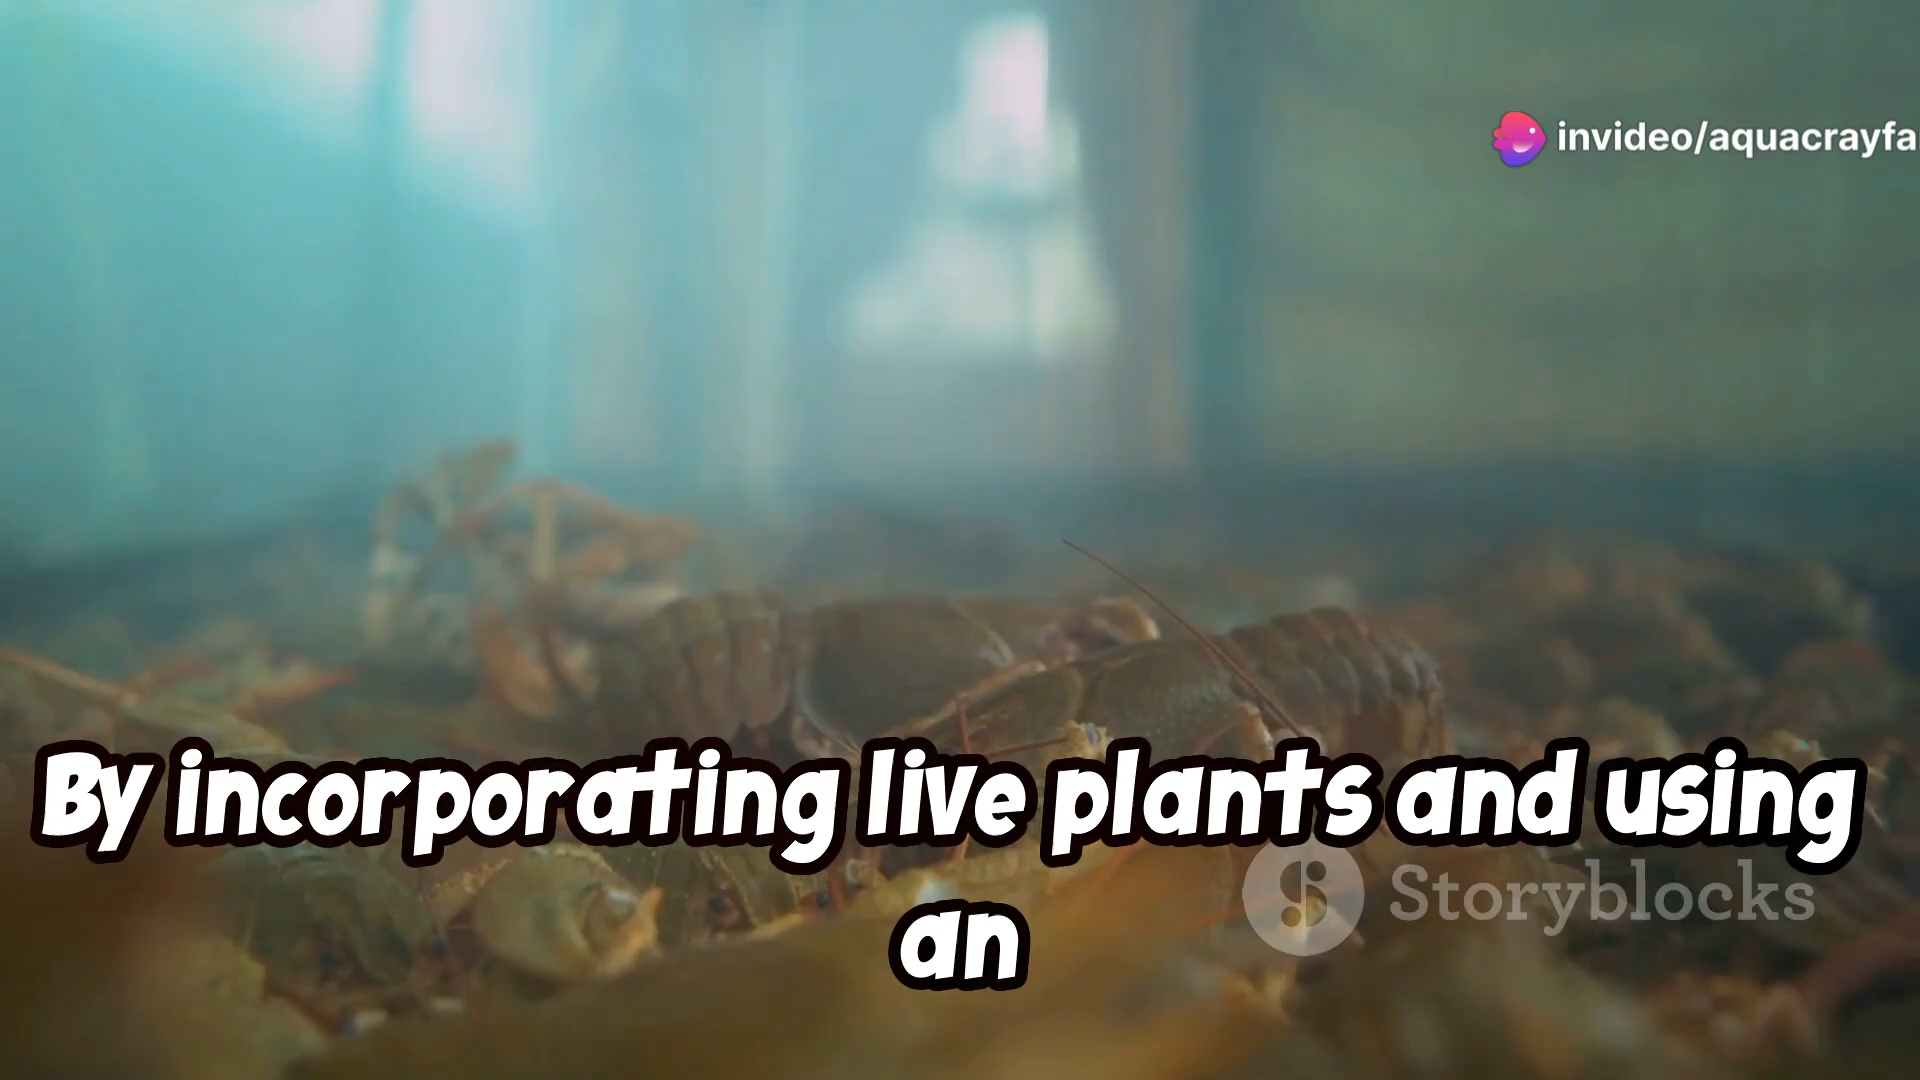 invideo/aquacrayfa
By incorporating live plants and using
an
Storyblocks